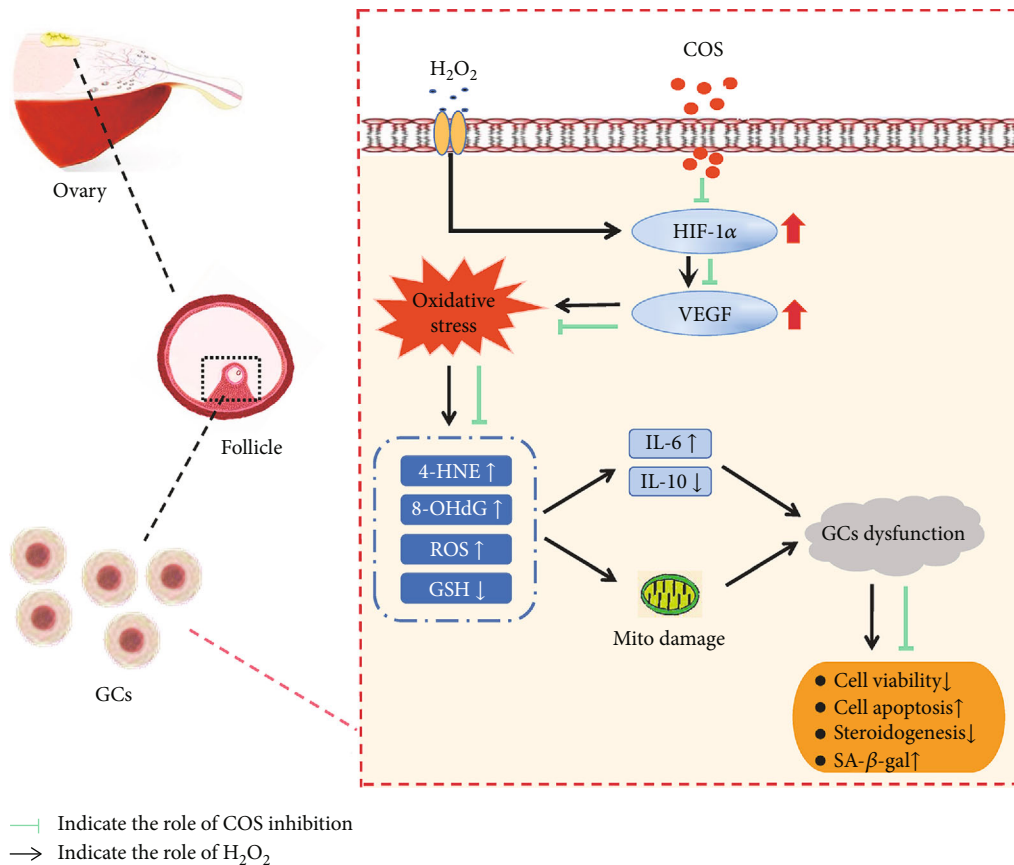 Ovary
Follicle
GCs
H₂O₂
COS
HIF-1α
VEGF
Oxidative
stress
4-HNE ↑
8-OHdG ↑
ROS ↑
GSH ↓
IL-6 ↑
IL-10 ↓
Mito damage
GCs dysfunction
● Cell viability↓
● Cell apoptosis↑
● Steroidogenesis↓
● SA-β-gal↑
Indicate the role of COS inhibition
Indicate the role of H₂O₂